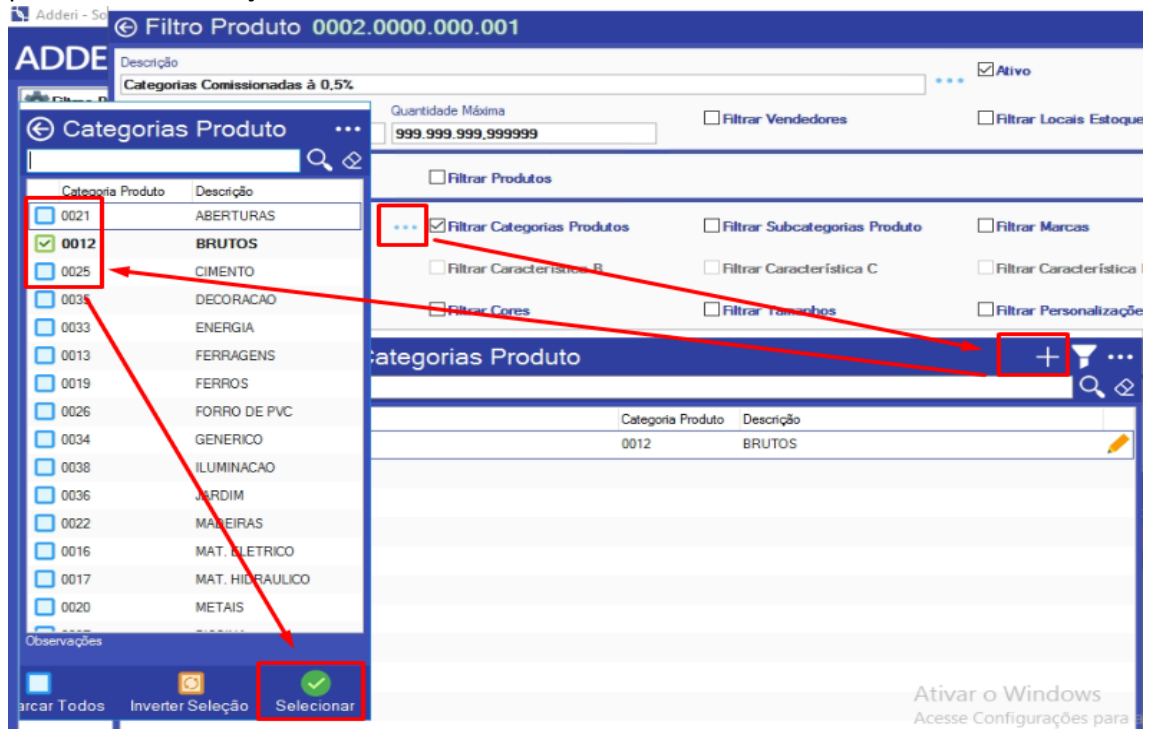 Adderi - So
Filtro Produto 0002.0000.000.001
ADDE
Descrição
Categorias Comissionadas à 0,5%
Ativo
Quantidade Máxima
999.999.999,999999
Filtrar Vendedores
Filtrar Locais Estoque
Filtrar Produtos
Filtrar Categorias Produtos
Filtrar Subcategorias Produto
Filtrar Marcas
Filtrar Característica B
Filtrar Característica C
Filtrar Característica
Filtrar Cores
Filtrar Tamanhos
Filtrar Personalizaçõe
Categorias Produto
Categoria Produto Descrição
0021 ABERTURAS
0012 BRUTOS
0025 CIMENTO
0035 DECORACAO
0033 ENERGIA
0013 FERRAGENS
0019 FERROS
0026 FORRO DE PVC
0034 GENERICO
0038 ILUMINACAO
0036 JARDIM
0022 MADEIRAS
0016 MAT. ELETRICO
0017 MAT. HIDRAULICO
0020 METAIS
Observações
arcar Todos Inverter Seleção Selecionar
ategorias Produto
Categoria Produto Descrição
0012 BRUTOS
Ativar o Windows
Acesse Configurações para a